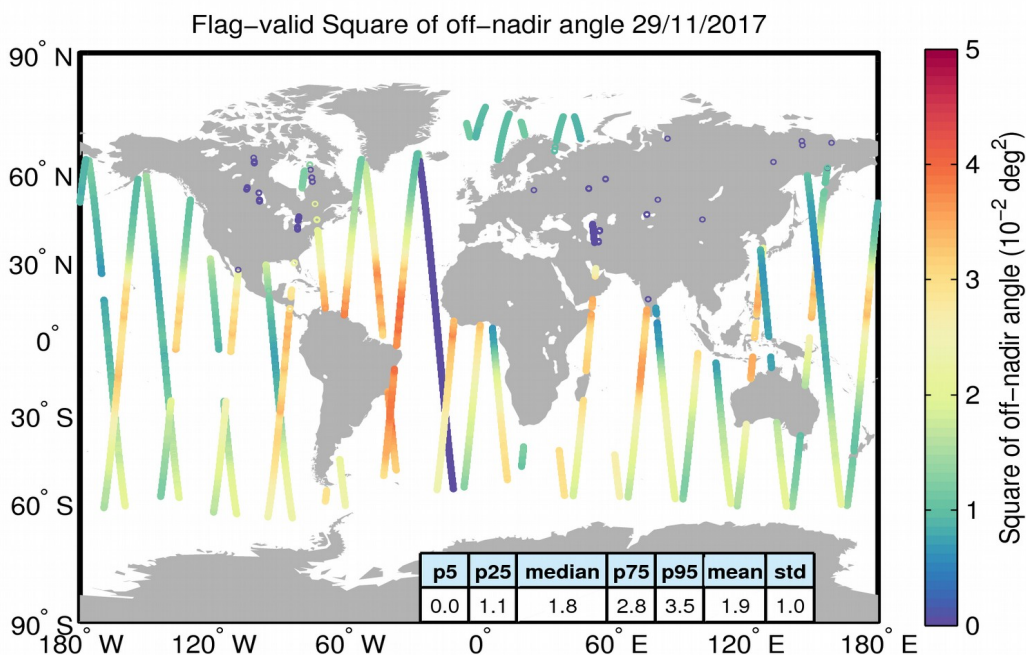 Flag−valid Square of off−nadir angle 29/11/2017
90° N
60° N
30° N
0°
30° S
60° S
90° S
180° W
120° W
60° W
0°
60° E
120° E
180° E
p5 p25 median p75 p95 mean std
0.0 1.1 1.8 2.8 3.5 1.9 1.0
5
4
3
2
1
0
Square of off−nadir angle (10⁻² deg²)